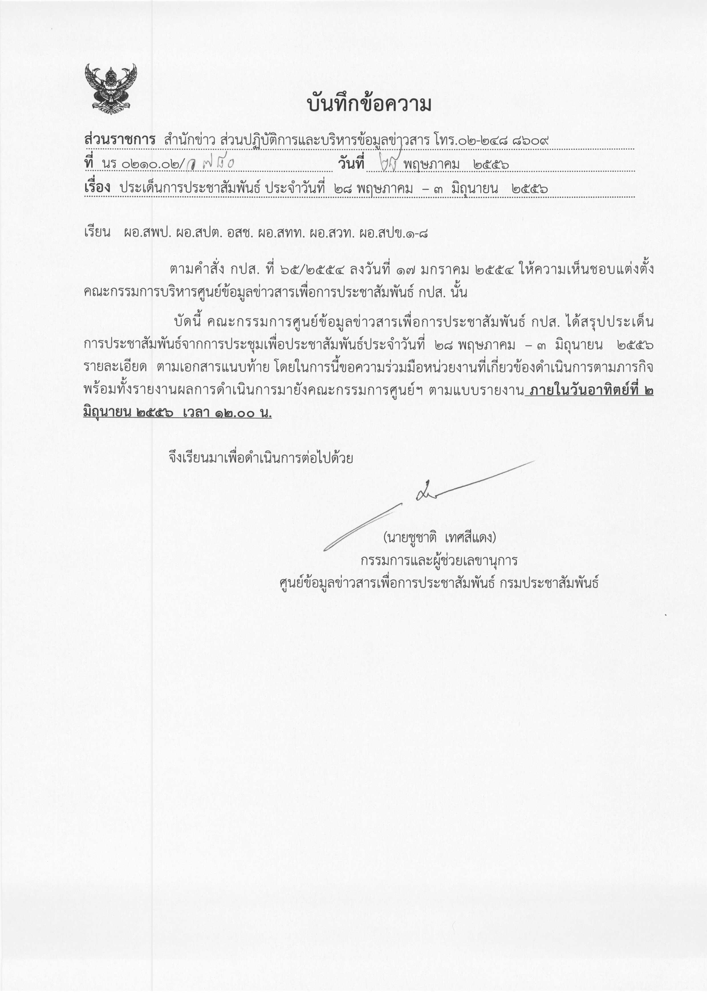 บันทึกข้อความ
ส่วนราชการ สำนักข่าว ส่วนปฏิบัติการและบริหารข้อมูลข่าวสาร โทร.๐๒-๒๔๘ ๘๖๐๙
ที่ นร ๐๒๑๐.๐๒/๑๗๘๐ วันที่ พฤษภาคม ๒๕๕๖
เรื่อง ประเด็นการประชาสัมพันธ์ ประจำวันที่ ๒๘ พฤษภาคม – ๓ มิถุนายน ๒๕๕๖
เรียน ผอ.สพป. ผอ.สปต. อสช. ผอ.สทท. ผอ.สวท. ผอ.สปข.๑-๘
ตามคำสั่ง กปส. ที่ ๖๕/๒๕๕๔ ลงวันที่ ๑๗ มกราคม ๒๕๕๔ ให้ความเห็นชอบแต่งตั้ง
คณะกรรมการบริหารศูนย์ข้อมูลข่าวสารเพื่อการประชาสัมพันธ์ กปส. นั้น
บัดนี้ คณะกรรมการศูนย์ข้อมูลข่าวสารเพื่อการประชาสัมพันธ์ กปส. ได้สรุปประเด็น
การประชาสัมพันธ์จากการประชุมเพื่อประชาสัมพันธ์ประจำวันที่ ๒๘ พฤษภาคม – ๓ มิถุนายน ๒๕๕๖
รายละเอียด ตามเอกสารแนบท้าย โดยในการนี้ขอความร่วมมือหน่วยงานที่เกี่ยวข้องดำเนินการตามภารกิจ
พร้อมทั้งรายงานผลการดำเนินการมายังคณะกรรมการศูนย์ฯ ตามแบบรายงาน ภายในวันอาทิตย์ที่ ๒
มิถุนายน ๒๕๕๖ เวลา ๑๒.๐๐ น.
จึงเรียนมาเพื่อดำเนินการต่อไปด้วย
(นายชูชาติ เทศสีแดง)
กรรมการและผู้ช่วยเลขานุการ
ศูนย์ข้อมูลข่าวสารเพื่อการประชาสัมพันธ์ กรมประชาสัมพันธ์